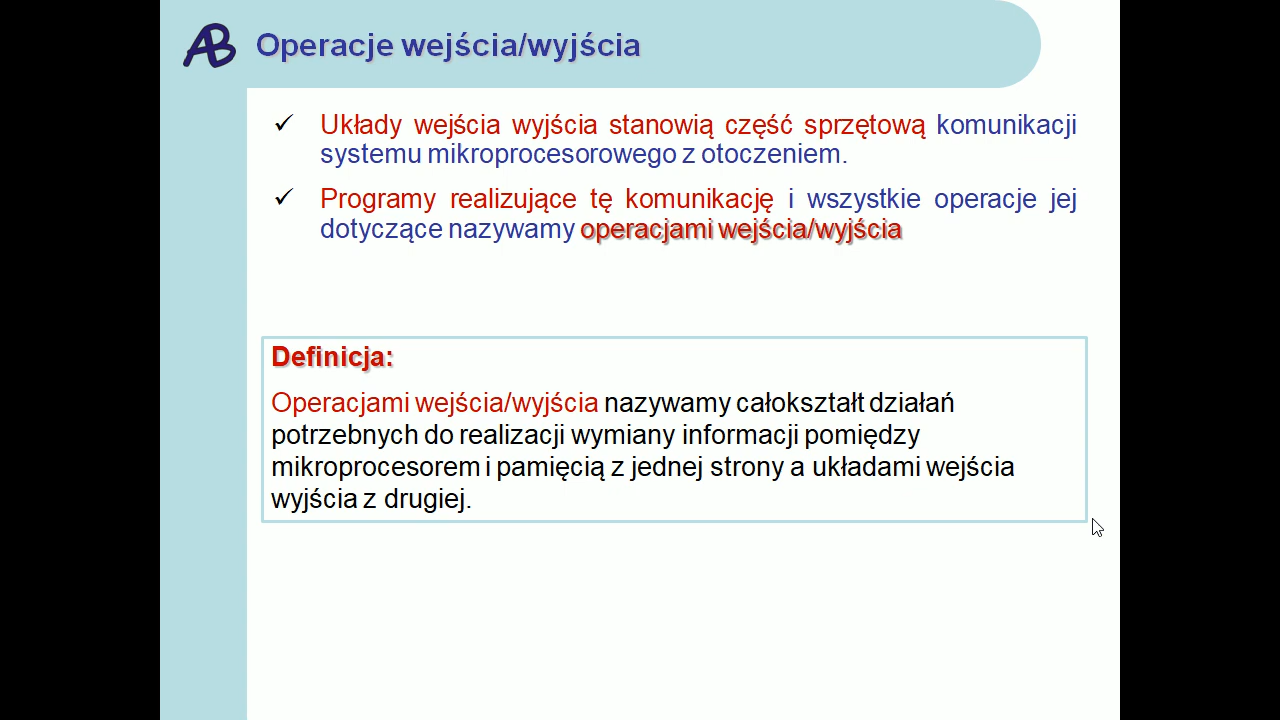 AB
Operacje wejścia/wyjścia
✓ Układy wejścia wyjścia stanowią część sprzętową komunikacji
systemu mikroprocesorowego z otoczeniem.
✓ Programy realizujące tę komunikację i wszystkie operacje jej
dotyczące nazywamy operacjami wejścia/wyjścia
Definicja:
Operacjami wejścia/wyjścia nazywamy całokształt działań
potrzebnych do realizacji wymiany informacji pomiędzy
mikroprocesorem i pamięcią z jednej strony a układami wejścia
wyjścia z drugiej.